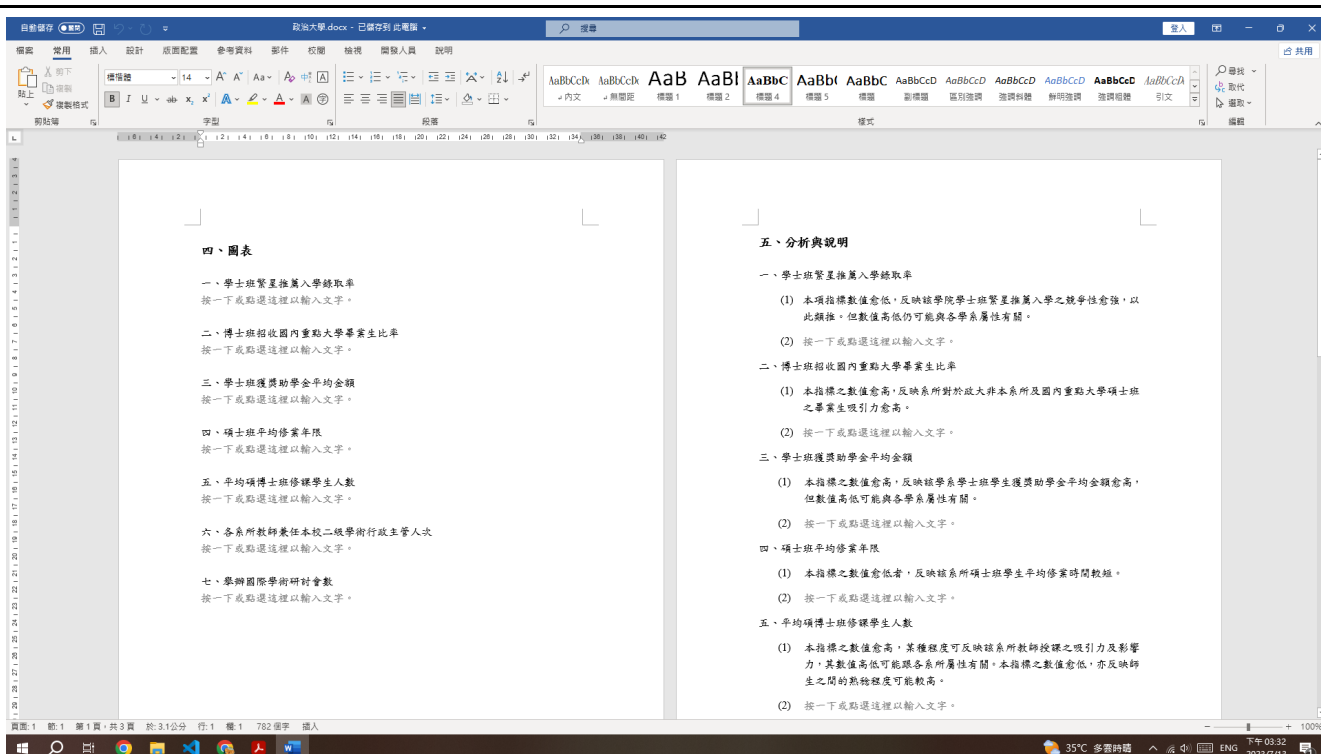 自動儲存
政治大學.docx - 已儲存到 此電腦
搜尋
登入
檔案 常用 插入 設計 版面配置 參考資料 郵件 校閱 檢視 開發人員 說明
共用
貼上
剪下
複製
複製格式
標楷體 14
AaBbCcDc AaBbCcDc AaB AaBl AaBbC AaBb( AaBbC AaBbCcD AaBbCcD AaBbCcD AaBbCcD AaBbCcD AaBbCcDc
內文 無間距 標題 1 標題 2 標題 4 標題 5 標題 副標題 區別強調 強調斜體 鮮明強調 強調粗體 引文
尋找
取代
選取
剪貼簿 字型 段落 樣式 編輯
四、圖表
一、學士班繁星推薦入學錄取率
按一下或點選這裡以輸入文字。
二、博士班招收國內重點大學畢業生比率
按一下或點選這裡以輸入文字。
三、學士班獲獎助學金平均金額
按一下或點選這裡以輸入文字。
四、碩士班平均修業年限
按一下或點選這裡以輸入文字。
五、平均碩博士班修課學生人數
按一下或點選這裡以輸入文字。
六、各系所教師兼任本校二級學術行政主管人次
按一下或點選這裡以輸入文字。
七、舉辦國際學術研討會數
按一下或點選這裡以輸入文字。
五、分析與說明
一、學士班繁星推薦入學錄取率
(1) 本項指標數值愈低，反映該學院學士班繁星推薦入學之競爭性愈強，以
此類推。但數值高低仍可能與各學系屬性有關。
(2) 按一下或點選這裡以輸入文字。
二、博士班招收國內重點大學畢業生比率
(1) 本指標之數值愈高，反映系所對於政大非本系所及國內重點大學碩士班
之畢業生吸引力愈高。
(2) 按一下或點選這裡以輸入文字。
三、學士班獲獎助學金平均金額
(1) 本指標之數值愈高，反映該學系學士班學生獲獎助學金平均金額愈高，
但數值高低可能與各學系屬性有關。
(2) 按一下或點選這裡以輸入文字。
四、碩士班平均修業年限
(1) 本指標之數值愈低者，反映該系所碩士班學生平均修業時間較短。
(2) 按一下或點選這裡以輸入文字。
五、平均碩博士班修課學生人數
(1) 本指標之數值愈高，某種程度可反映該系所教師授課之吸引力及影響
力，其數值高低可能跟各系所屬性有關。本指標之數值愈低，亦反映師
生之間的熟稔程度可能較高。
(2) 按一下或點選這裡以輸入文字。
頁面: 1 節: 1 第 1 頁，共 3 頁 於: 3.1公分 行: 1 欄: 1 782 個字 插入
100%
35°C 多雲時晴
ENG
下午 03:32